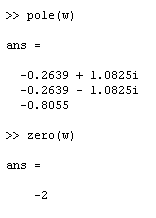 >> pole(w)
ans =
-0.2639 + 1.0825i
-0.2639 - 1.0825i
-0.8055
>> zero(w)
ans =
-2